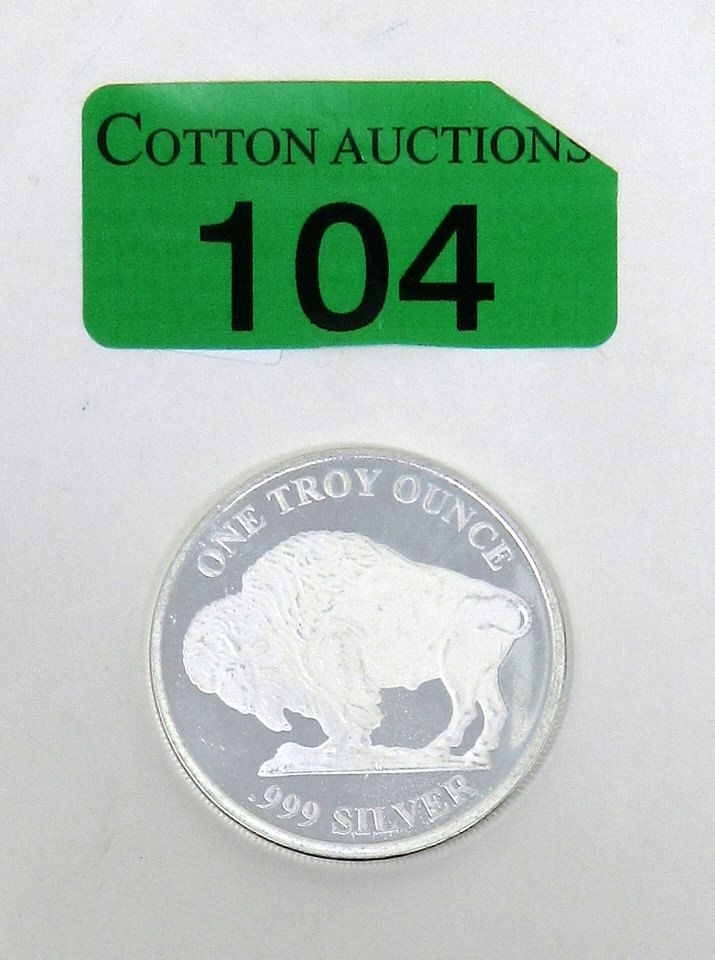 COTTON AUCTIONS
104
ONE TROY OUNCE
.999 SILVER